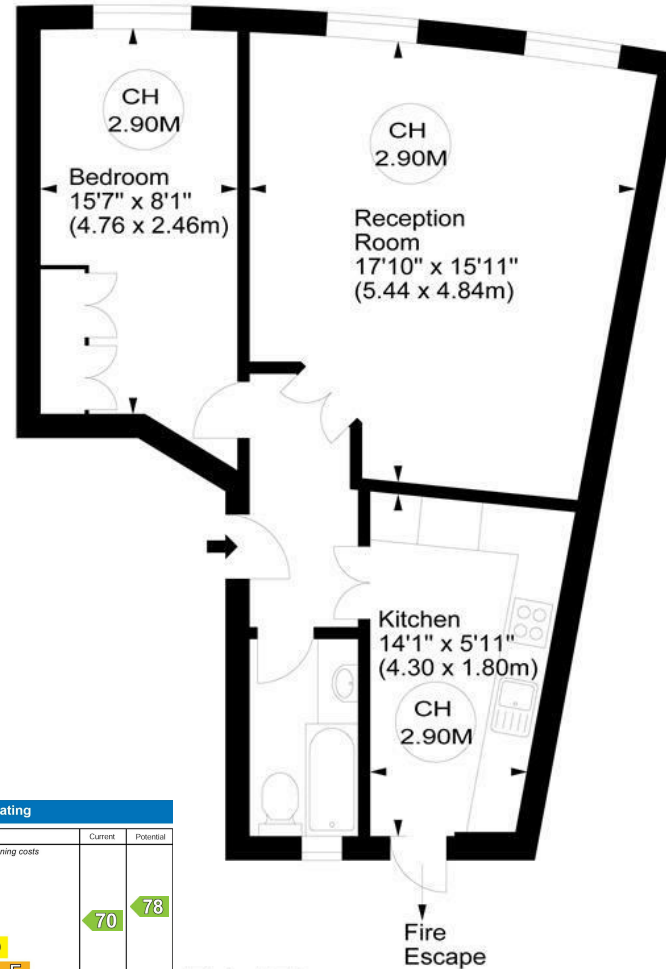 CH
2.90M
Bedroom
15'7" x 8'1"
(4.76 x 2.46m)
CH
2.90M
Reception
Room
17'10" x 15'11"
(5.44 x 4.84m)
Kitchen
14'1" x 5'11"
(4.30 x 1.80m)
CH
2.90M
Fire
Escape
ating
Current Potential
ning costs
70
78